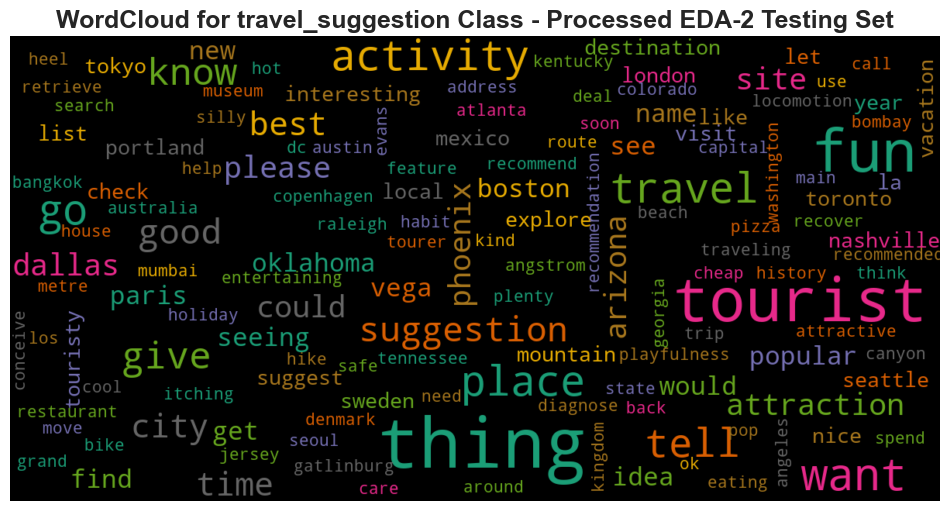 WordCloud for travel_suggestion Class - Processed EDA-2 Testing Set
heel
new
activity
destination
let
call
tokyo
know
hot
kentucky
london
site
use
vacation
retrieve
museum
interesting
address
deal
colorado
locomotion
year
search
silly
best
evans
atlanta
soon
name
like
bombay
list
portland
dc
austin
mexico
route
see
visit
capital
washington
fun
help
please
feature
recommend
recommendation
bangkok
check
copenhagen
local
phoenix
boston
travel
main
la
go
australia
raleigh
habit
explore
arizona
beach
toronto
recover
house
good
tourer
kind
pizza
nashville
dallas
mumbai
entertaining
oklahoma
angstrom
traveling
recommended
metre
paris
vega
plenty
georgia
cheap
history
think
conceive
los
touristy
holiday
could
suggestion
tourist
trip
attractive
seeing
give
hike
safe
tennessee
mountain
playfulness
popular
canyon
cool
itching
suggest
place
state
would
seattle
restaurant
sweden
need
diagnose
back
attraction
move
city
get
denmark
thing
tell
pop
nice
spend
bike
seoul
grand
find
jersey
gatlinburg
time
care
around
kingdom
idea
ok
eating
angeles
want